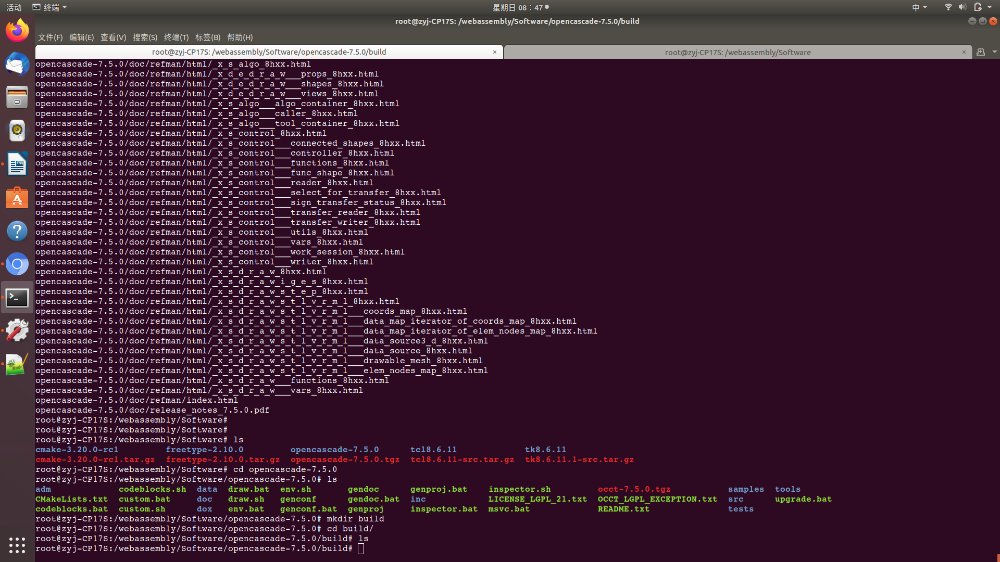 活动 终端 星期日 08：47 中
root@zyj-CP17S: /webassembly/Software/opencascade-7.5.0/build
文件(F) 编辑(E) 查看(V) 搜索(S) 终端(T) 标签(B) 帮助(H)
root@zyj-CP17S: /webassembly/Software/opencascade-7.5.0/build × root@zyj-CP17S: /webassembly/Software ×
opencascade-7.5.0/doc/refman/html/_x_s_algo_8hxx.html
opencascade-7.5.0/doc/refman/html/_x_d_e_d_r_a_w___props_8hxx.html
opencascade-7.5.0/doc/refman/html/_x_d_e_d_r_a_w___shapes_8hxx.html
opencascade-7.5.0/doc/refman/html/_x_d_e_d_r_a_w___views_8hxx.html
opencascade-7.5.0/doc/refman/html/_x_s_algo___algo_container_8hxx.html
opencascade-7.5.0/doc/refman/html/_x_s_algo___caller_8hxx.html
opencascade-7.5.0/doc/refman/html/_x_s_algo___tool_container_8hxx.html
opencascade-7.5.0/doc/refman/html/_x_s_control_8hxx.html
opencascade-7.5.0/doc/refman/html/_x_s_control___connected_shapes_8hxx.html
opencascade-7.5.0/doc/refman/html/_x_s_control___controller_8hxx.html
opencascade-7.5.0/doc/refman/html/_x_s_control___functions_8hxx.html
opencascade-7.5.0/doc/refman/html/_x_s_control___func_shape_8hxx.html
opencascade-7.5.0/doc/refman/html/_x_s_control___reader_8hxx.html
opencascade-7.5.0/doc/refman/html/_x_s_control___select_for_transfer_8hxx.html
opencascade-7.5.0/doc/refman/html/_x_s_control___sign_transfer_status_8hxx.html
opencascade-7.5.0/doc/refman/html/_x_s_control___transfer_reader_8hxx.html
opencascade-7.5.0/doc/refman/html/_x_s_control___transfer_writer_8hxx.html
opencascade-7.5.0/doc/refman/html/_x_s_control___utils_8hxx.html
opencascade-7.5.0/doc/refman/html/_x_s_control___vars_8hxx.html
opencascade-7.5.0/doc/refman/html/_x_s_control___work_session_8hxx.html
opencascade-7.5.0/doc/refman/html/_x_s_control___writer_8hxx.html
opencascade-7.5.0/doc/refman/html/_x_s_d_r_a_w_8hxx.html
opencascade-7.5.0/doc/refman/html/_x_s_d_r_a_w_i_g_e_s_8hxx.html
opencascade-7.5.0/doc/refman/html/_x_s_d_r_a_w_s_t_e_p_8hxx.html
opencascade-7.5.0/doc/refman/html/_x_s_d_r_a_w_s_t_l_v_r_m_l_8hxx.html
opencascade-7.5.0/doc/refman/html/_x_s_d_r_a_w_s_t_l_v_r_m_l___coords_map_8hxx.html
opencascade-7.5.0/doc/refman/html/_x_s_d_r_a_w_s_t_l_v_r_m_l___data_map_iterator_of_coords_map_8hxx.html
opencascade-7.5.0/doc/refman/html/_x_s_d_r_a_w_s_t_l_v_r_m_l___data_map_iterator_of_elem_nodes_map_8hxx.html
opencascade-7.5.0/doc/refman/html/_x_s_d_r_a_w_s_t_l_v_r_m_l___data_source3_d_8hxx.html
opencascade-7.5.0/doc/refman/html/_x_s_d_r_a_w_s_t_l_v_r_m_l___data_source_8hxx.html
opencascade-7.5.0/doc/refman/html/_x_s_d_r_a_w_s_t_l_v_r_m_l___drawable_mesh_8hxx.html
opencascade-7.5.0/doc/refman/html/_x_s_d_r_a_w_s_t_l_v_r_m_l___elem_nodes_map_8hxx.html
opencascade-7.5.0/doc/refman/html/_x_s_d_r_a_w___functions_8hxx.html
opencascade-7.5.0/doc/refman/html/_x_s_d_r_a_w___vars_8hxx.html
opencascade-7.5.0/doc/refman/index.html
opencascade-7.5.0/doc/release_notes_7.5.0.pdf
root@zyj-CP17S:/webassembly/Software#
root@zyj-CP17S:/webassembly/Software#
root@zyj-CP17S:/webassembly/Software# ls
cmake-3.20.0-rc1 freetype-2.10.0 opencascade-7.5.0 tcl8.6.11 tk8.6.11
cmake-3.20.0-rc1.tar.gz freetype-2.10.0.tar.gz opencascade-7.5.0.tgz tcl8.6.11-src.tar.gz tk8.6.11.1-src.tar.gz
root@zyj-CP17S:/webassembly/Software# cd opencascade-7.5.0
root@zyj-CP17S:/webassembly/Software/opencascade-7.5.0# ls
adm codeblocks.sh data draw.bat env.sh gendoc genproj.bat inspector.sh occt-7.5.0.tgz samples tools
CMakeLists.txt custom.bat doc draw.sh genconf gendoc.bat inc LICENSE_LGPL_21.txt OCCT_LGPL_EXCEPTION.txt src upgrade.bat
codeblocks.bat custom.sh dox env.bat genconf.bat genproj inspector.bat msvc.bat README.txt tests
root@zyj-CP17S:/webassembly/Software/opencascade-7.5.0# mkdir build
root@zyj-CP17S:/webassembly/Software/opencascade-7.5.0# cd build/
root@zyj-CP17S:/webassembly/Software/opencascade-7.5.0/build# ls
root@zyj-CP17S:/webassembly/Software/opencascade-7.5.0/build#